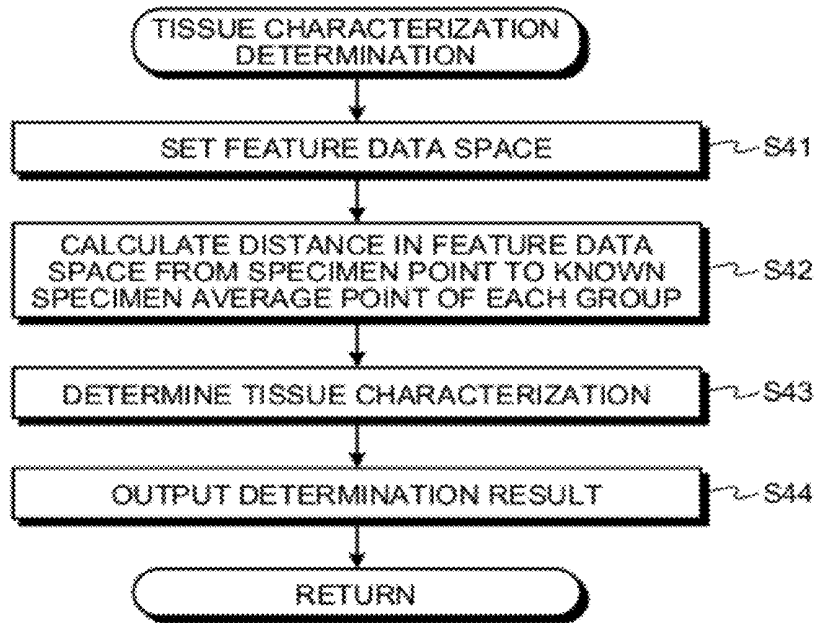 TISSUE CHARACTERIZATION
DETERMINATION
SET FEATURE DATA SPACE
S41
CALCULATE DISTANCE IN FEATURE DATA
SPACE FROM SPECIMEN POINT TO KNOWN
SPECIMEN AVERAGE POINT OF EACH GROUP
S42
DETERMINE TISSUE CHARACTERIZATION
S43
OUTPUT DETERMINATION RESULT
S44
RETURN